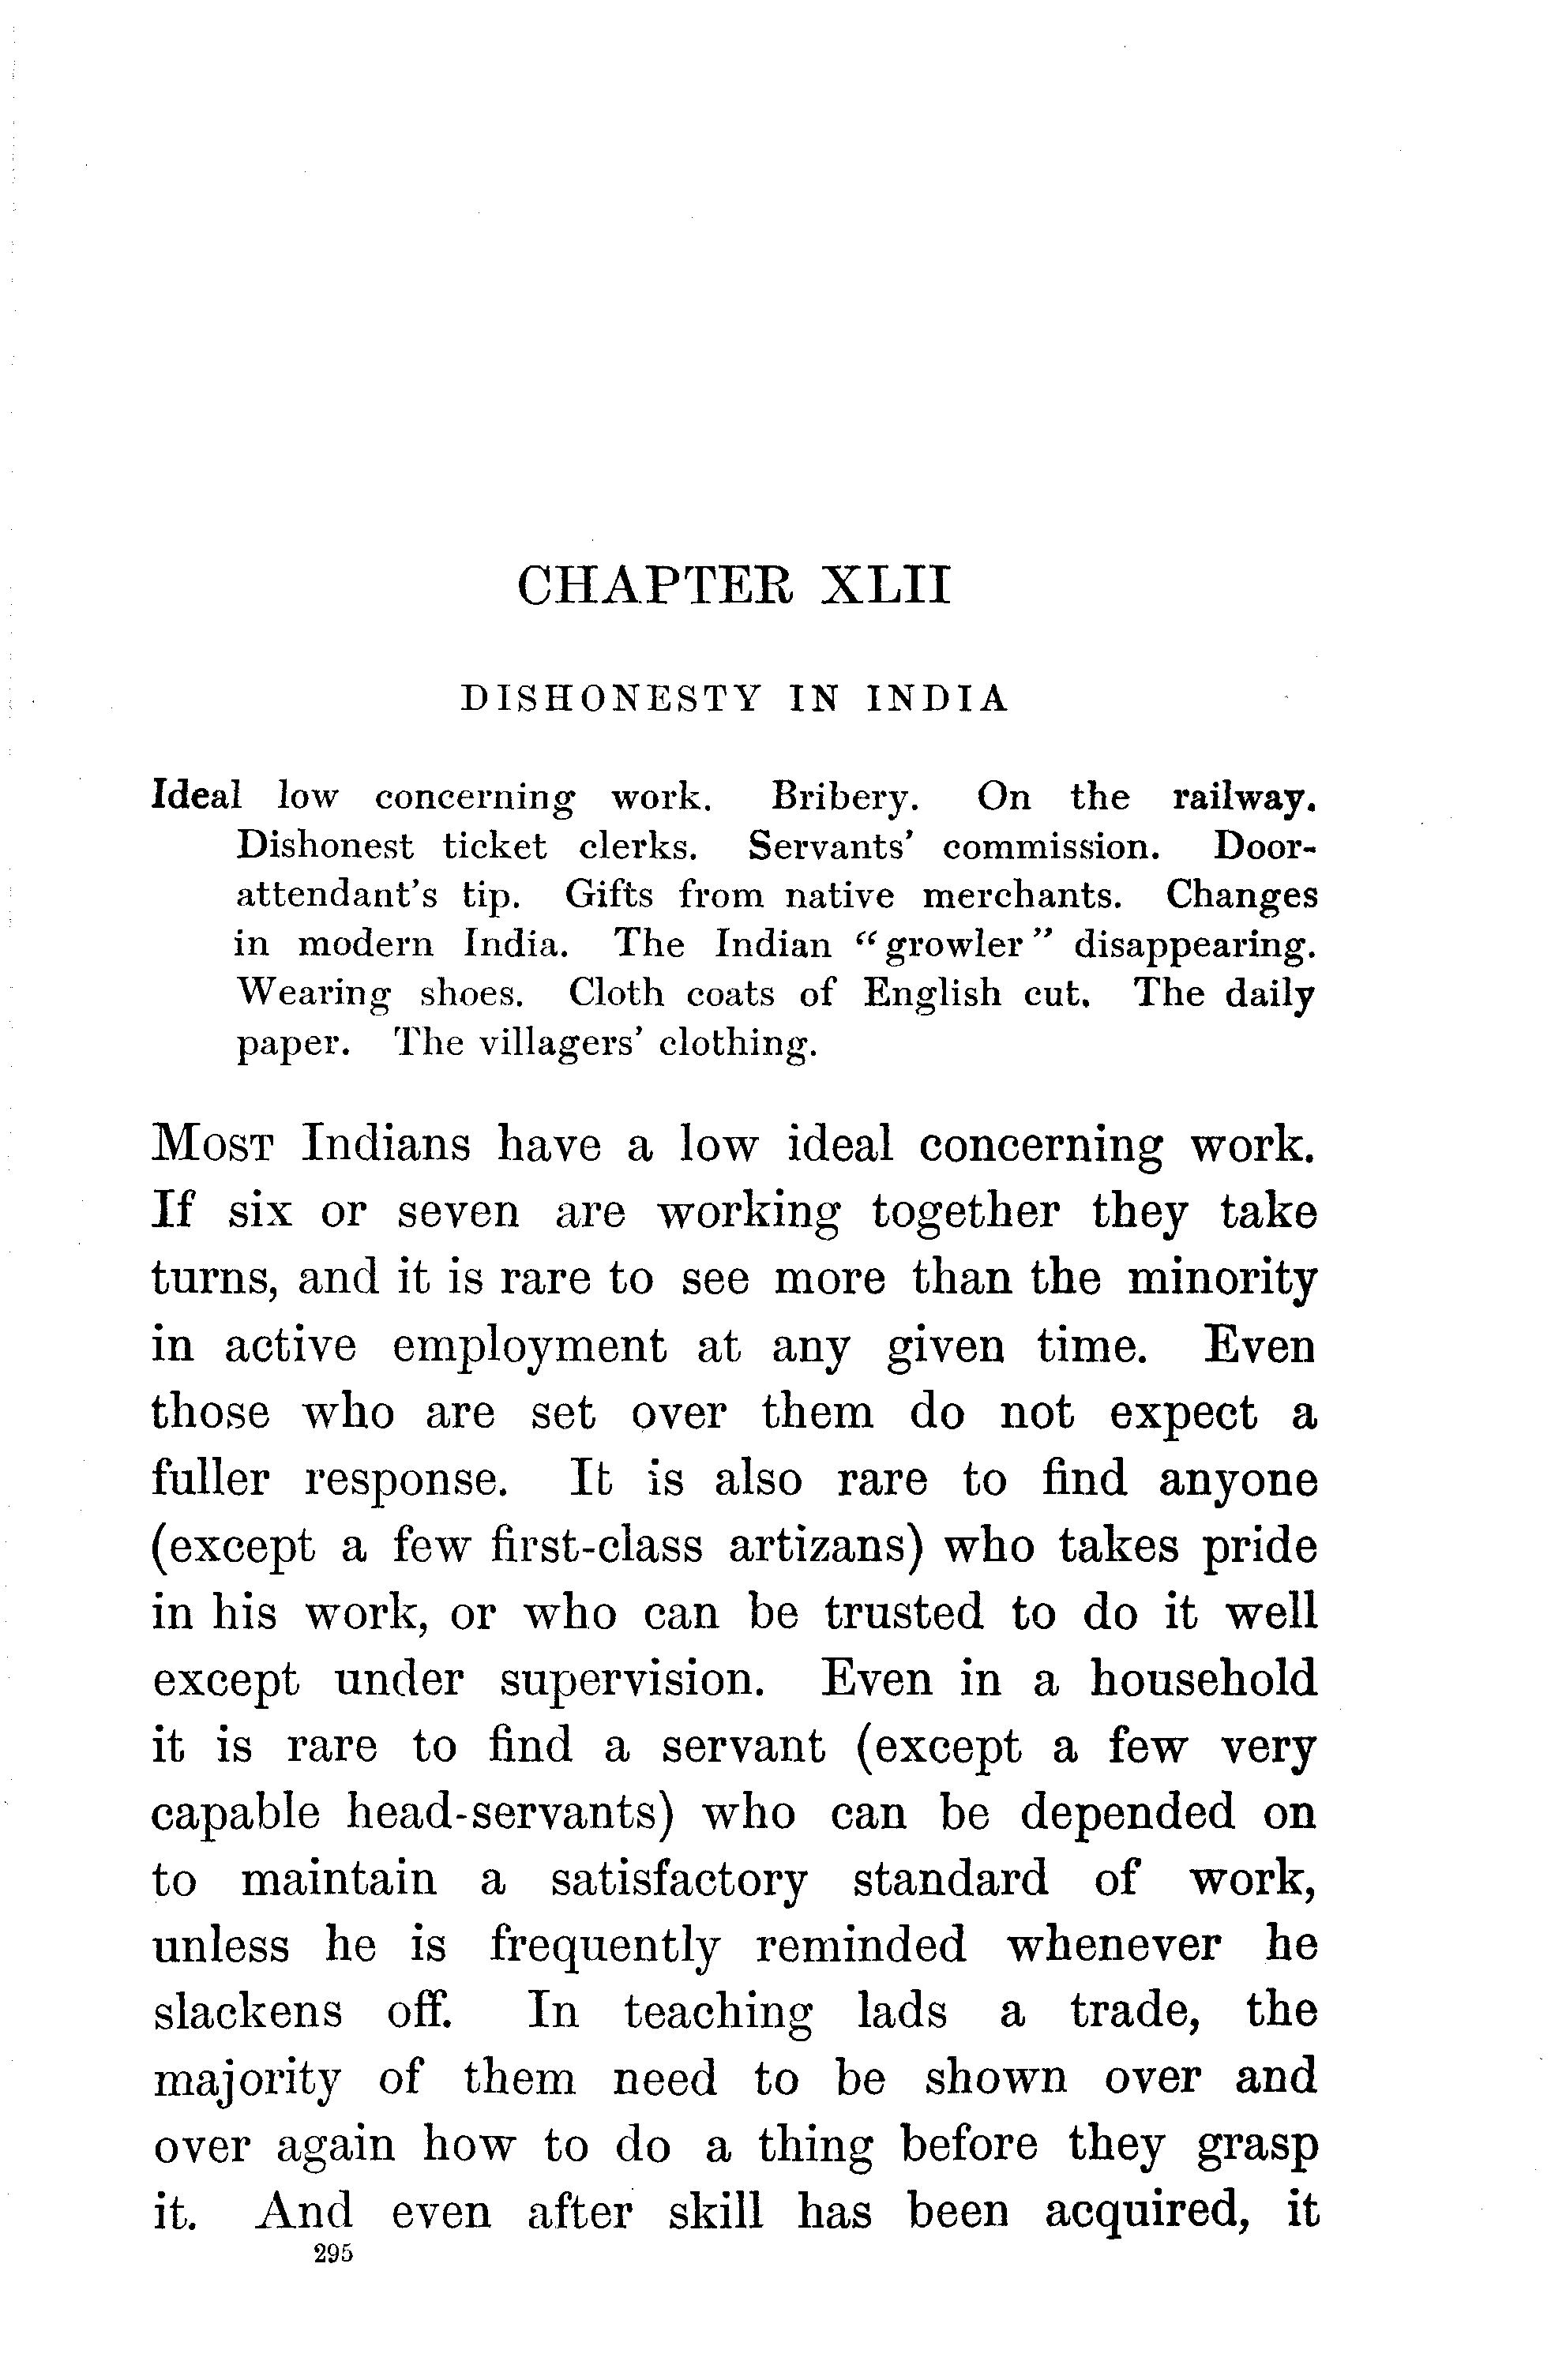 CHAPTER XLII
DISHONESTY IN INDIA
Ideal low concerning work. Bribery. On the railway.
Dishonest ticket clerks. Servants' commission. Door-
attendant's tip. Gifts from native merchants. Changes
in modern India. The Indian “growler” disappearing.
Wearing shoes. Cloth coats of English cut. The daily
paper. The villagers' clothing.
MOST Indians have a low ideal concerning work.
If six or seven are working together they take
turns, and it is rare to see more than the minority
in active employment at any given time. Even
those who are set over them do not expect a
fuller response. It is also rare to find anyone
(except a few first-class artizans) who takes pride
in his work, or who can be trusted to do it well
except under supervision. Even in a household
it is rare to find a servant (except a few very
capable head-servants) who can be depended on
to maintain a satisfactory standard of work,
unless he is frequently reminded whenever he
slackens off. In teaching lads a trade, the
majority of them need to be shown over and
over again how to do a thing before they grasp
it. And even after skill has been acquired, it
295